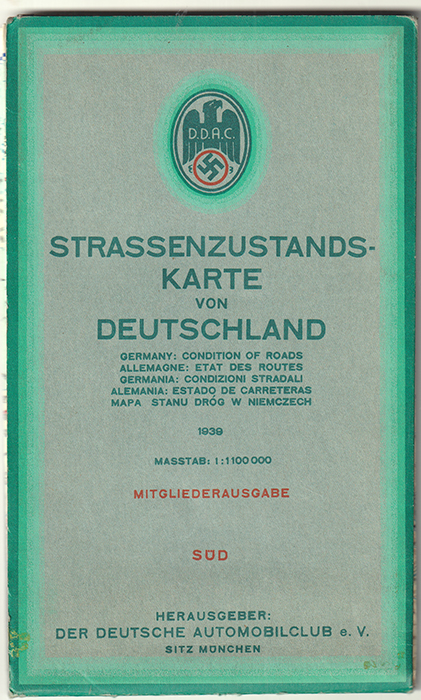 D.D.A.C.
STRASSENZUSTANDS-
KARTE
VON
DEUTSCHLAND
GERMANY: CONDITION OF ROADS
ALLEMAGNE: ETAT DES ROUTES
GERMANIA: CONDIZIONI STRADALI
ALEMANIA: ESTADO DE CARRETERAS
MAPA STANU DRÓG W NIEMCZECH
1939
MASSTAB: 1:1100000
MITGLIEDERAUSGABE
SÜD
HERAUSGEBER:
DER DEUTSCHE AUTOMOBILCLUB e. V.
SITZ MÜNCHEN